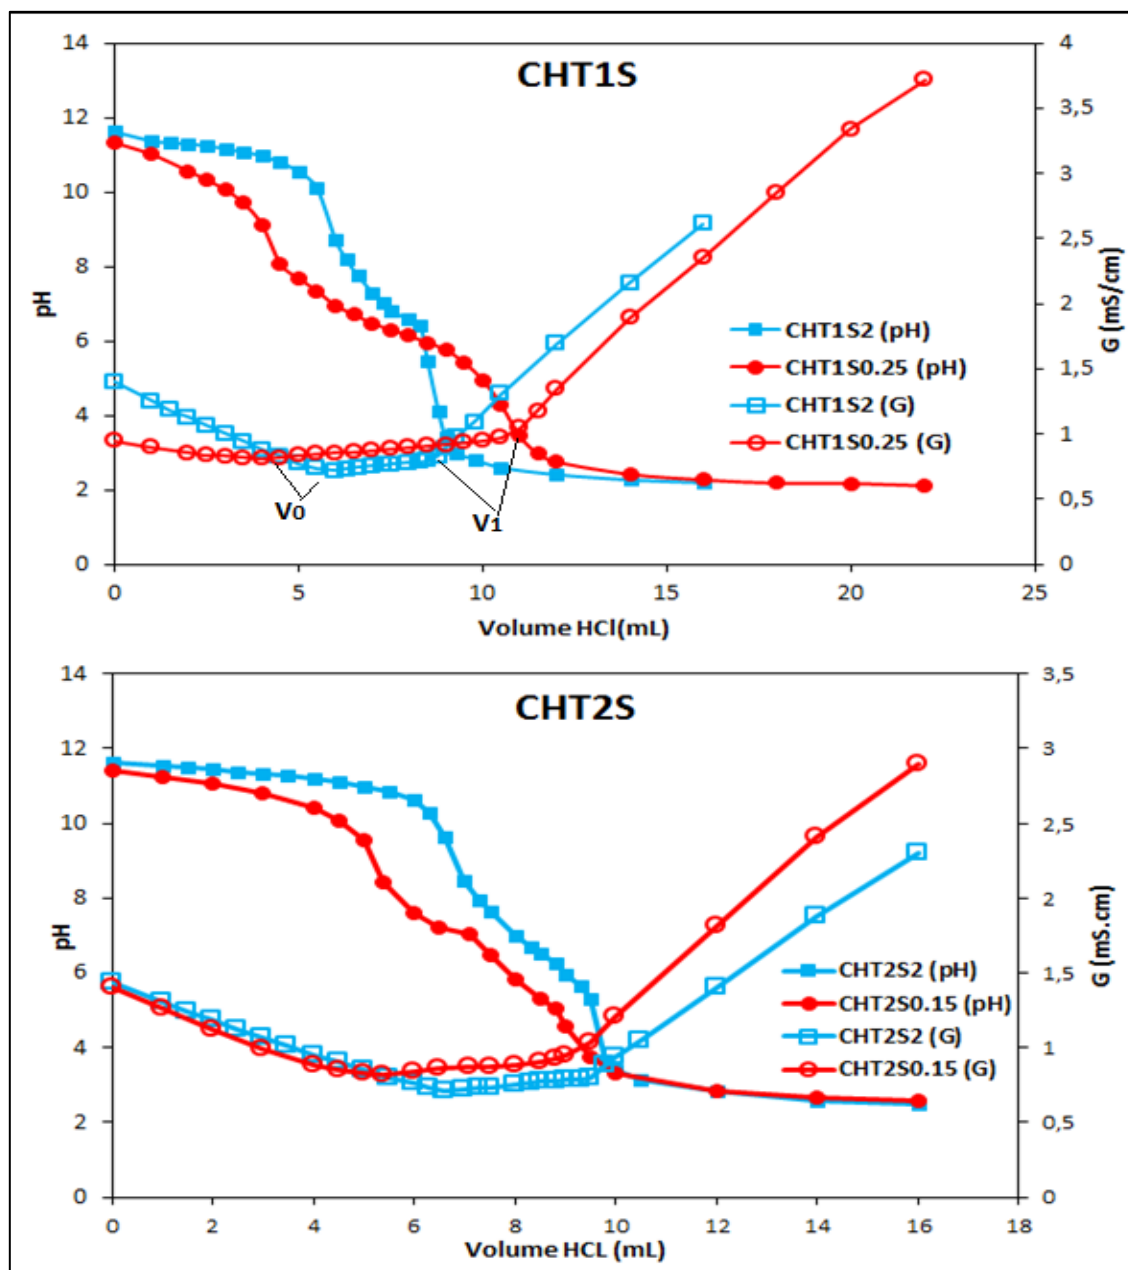 CHT1S
14
12
10
8
6
4
2
0
pH
4
3,5
3
2,5
2
1,5
1
0,5
0
G (mS/cm)
CHT1S2 (pH)
CHT1S0.25 (pH)
CHT1S2 (G)
CHT1S0.25 (G)
V0
V1
0 5 10 15 20 25
Volume HCl(mL)
CHT2S
14
12
10
8
6
4
2
0
pH
3,5
3
2,5
2
1,5
1
0,5
0
G (mS.cm)
CHT2S2 (pH)
CHT2S0.15 (pH)
CHT2S2 (G)
CHT2S0.15 (G)
0 2 4 6 8 10 12 14 16 18
Volume HCL (mL)